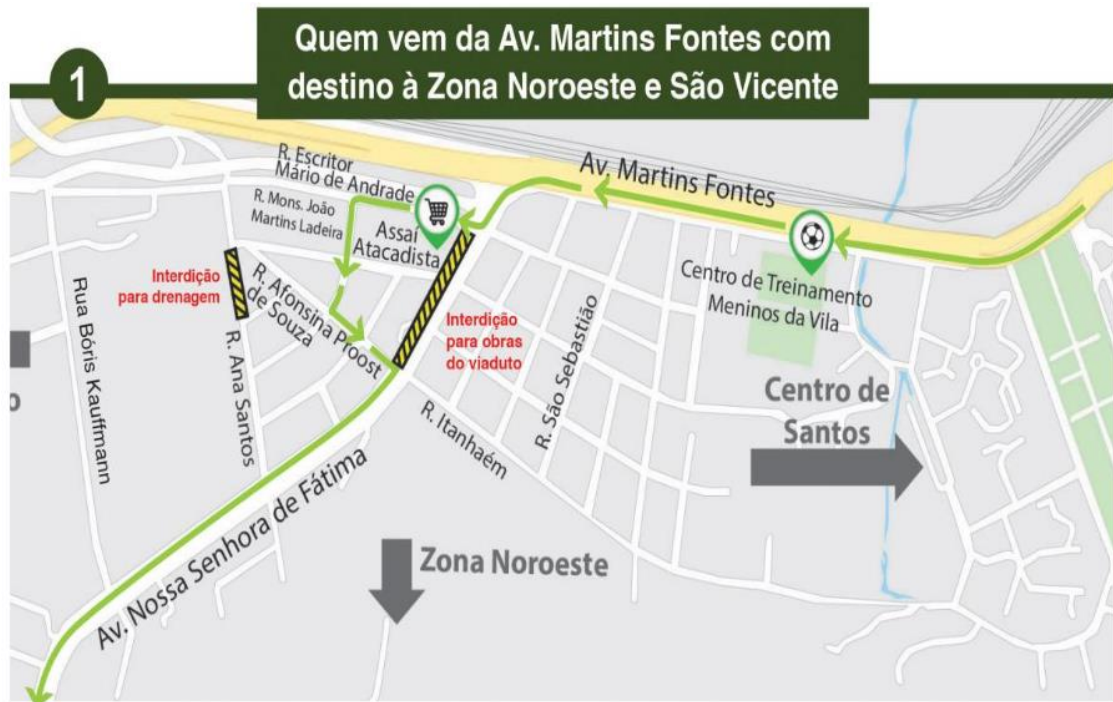 1
Quem vem da Av. Martins Fontes com
destino à Zona Noroeste e São Vicente
R. Escritor
Mário de Andrade
Av. Martins Fontes
R. Mons. João
Martins Ladeira
Assaí
Atacadista
Interdição
para drenagem
R. Afonsina Proost
de Souza
Interdição
para obras
do viaduto
Centro de Treinamento
Meninos da Vila
Rua Bóris Kauffmann
R. Ana Santos
R. São Sebastião
R. Itanhaém
Centro de
Santos
o
Av. Nossa Senhora de Fátima
Zona Noroeste